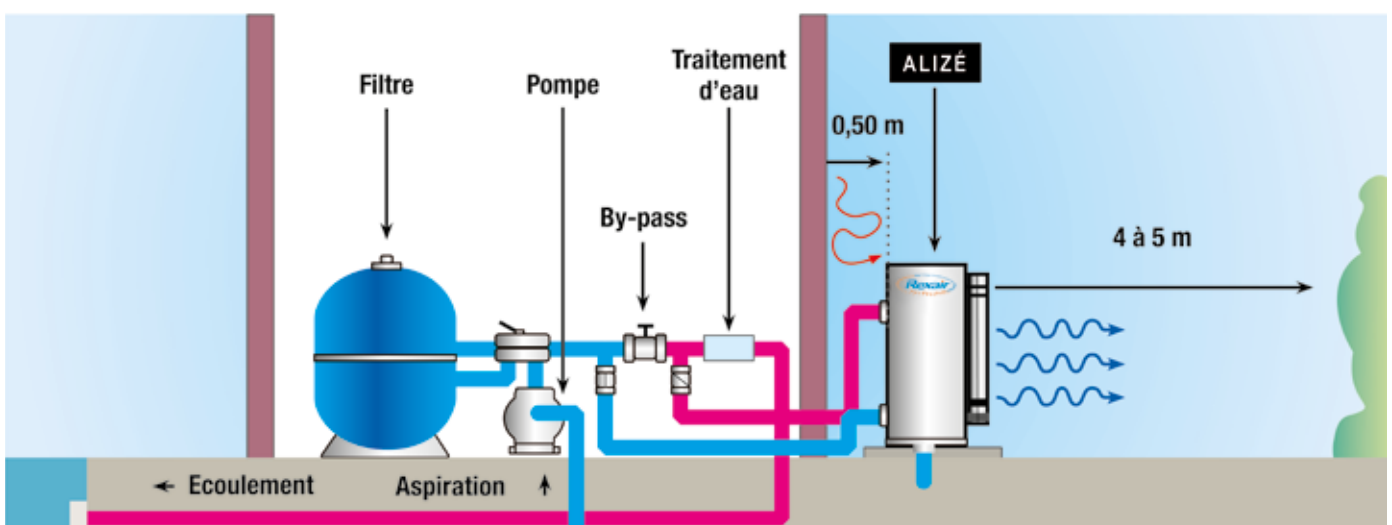 Filtre
Pompe
Traitement
d'eau
ALIZÉ
0,50 m
By-pass
4 à 5 m
Rexair
Ecoulement
Aspiration